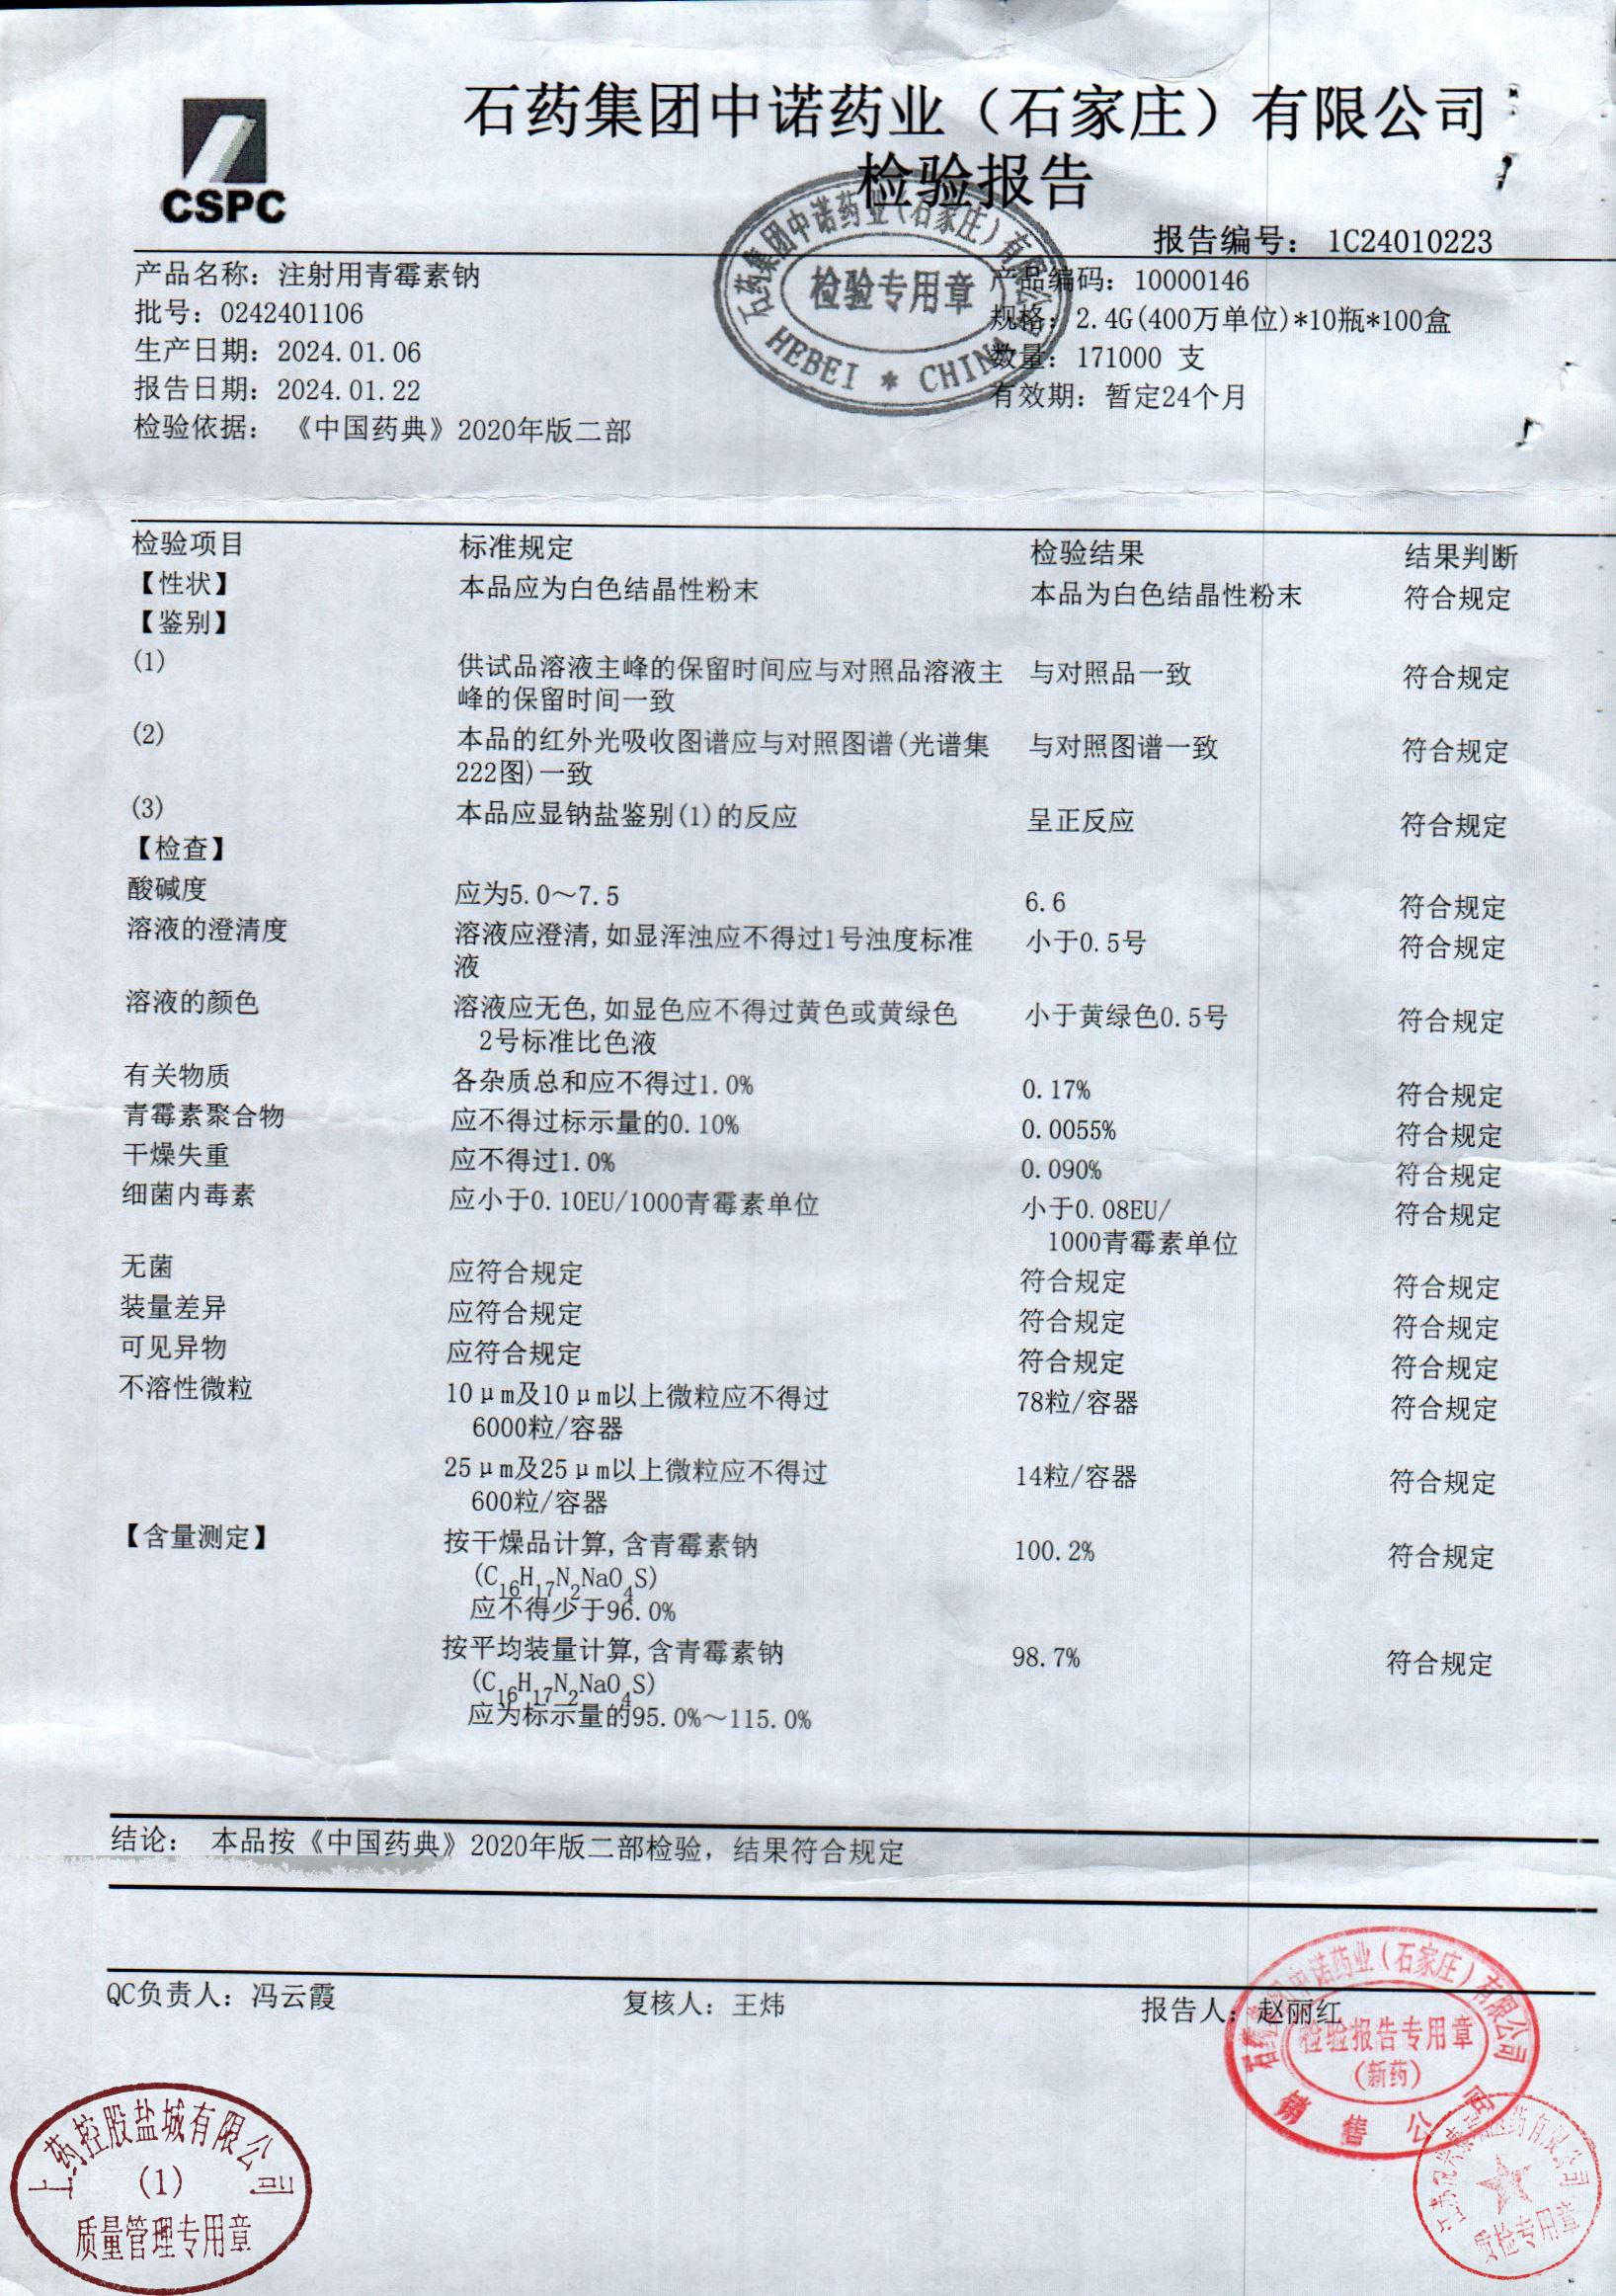 CSPC
石药集团中诺药业（石家庄）有限公司
检验报告
报告编号： 1C24010223
石药集团中诺药业（石家庄）有限公司
检验专用章
HEBEI * CHINA
产品名称：注射用青霉素钠
产品编码：10000146
批号：0242401106
规格：2.4G(400万单位)*10瓶*100盒
生产日期：2024.01.06
数量：171000 支
报告日期：2024.01.22
有效期：暂定24个月
检验依据： 《中国药典》2020年版二部
检验项目 标准规定 检验结果 结果判断
【性状】 本品应为白色结晶性粉末 本品为白色结晶性粉末 符合规定
【鉴别】
(1) 供试品溶液主峰的保留时间应与对照品溶液主 与对照品一致 符合规定
峰的保留时间一致
(2) 本品的红外光吸收图谱应与对照图谱(光谱集 与对照图谱一致 符合规定
222图)一致
(3) 本品应显钠盐鉴别(1)的反应 呈正反应 符合规定
【检查】
酸碱度 应为5.0～7.5 6.6 符合规定
溶液的澄清度 溶液应澄清,如显浑浊应不得过1号浊度标准 小于0.5号 符合规定
液
溶液的颜色 溶液应无色,如显色应不得过黄色或黄绿色 小于黄绿色0.5号 符合规定
2号标准比色液
有关物质 各杂质总和应不得过1.0% 0.17% 符合规定
青霉素聚合物 应不得过标示量的0.10% 0.0055% 符合规定
干燥失重 应不得过1.0% 0.090% 符合规定
细菌内毒素 应小于0.10EU/1000青霉素单位 小于0.08EU/ 符合规定
1000青霉素单位
无菌 应符合规定 符合规定 符合规定
装量差异 应符合规定 符合规定 符合规定
可见异物 应符合规定 符合规定 符合规定
不溶性微粒 10μm及10μm以上微粒应不得过 78粒/容器 符合规定
6000粒/容器
25μm及25μm以上微粒应不得过 14粒/容器 符合规定
600粒/容器
【含量测定】 按干燥品计算,含青霉素钠 100.2% 符合规定
(C16H17N2NaO4S)
应不得少于96.0%
按平均装量计算,含青霉素钠 98.7% 符合规定
(C16H17N2NaO4S)
应为标示量的95.0%～115.0%
结论： 本品按《中国药典》2020年版二部检验，结果符合规定
QC负责人：冯云霞 复核人：王炜 报告人：赵丽红
石药集团中诺药业（石家庄）有限公司
检验报告专用章
(新药)
销售公司
上药控股盐城有限公司
(1)
质量管理专用章
医药有限公司
质检专用章